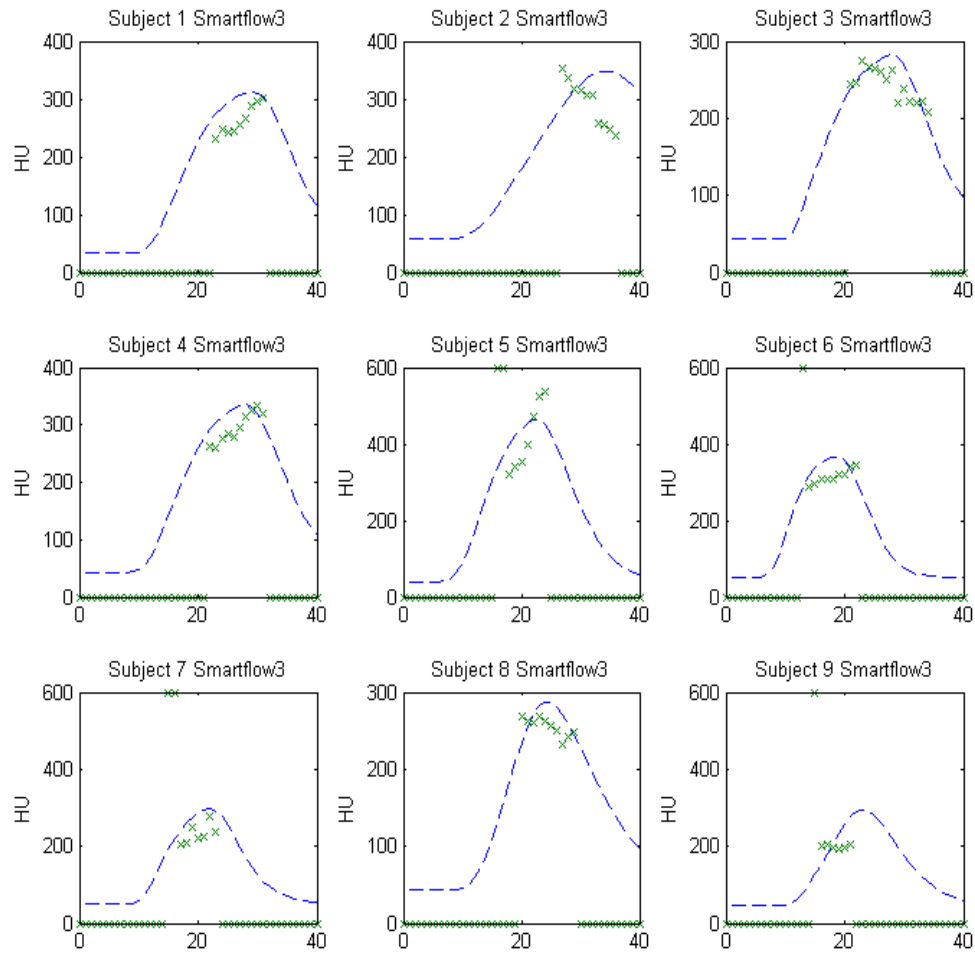 Subject 1 Smartflow3
Subject 2 Smartflow3
Subject 3 Smartflow3
400
300
200
100
0
HU
0 20 40
400
300
200
100
0
HU
0 20 40
300
200
100
0
HU
0 20 40
Subject 4 Smartflow3
Subject 5 Smartflow3
Subject 6 Smartflow3
400
300
200
100
0
HU
0 20 40
600
400
200
0
HU
0 20 40
600
400
200
0
HU
0 20 40
Subject 7 Smartflow3
Subject 8 Smartflow3
Subject 9 Smartflow3
600
400
200
0
HU
0 20 40
300
200
100
0
HU
0 20 40
600
400
200
0
HU
0 20 40